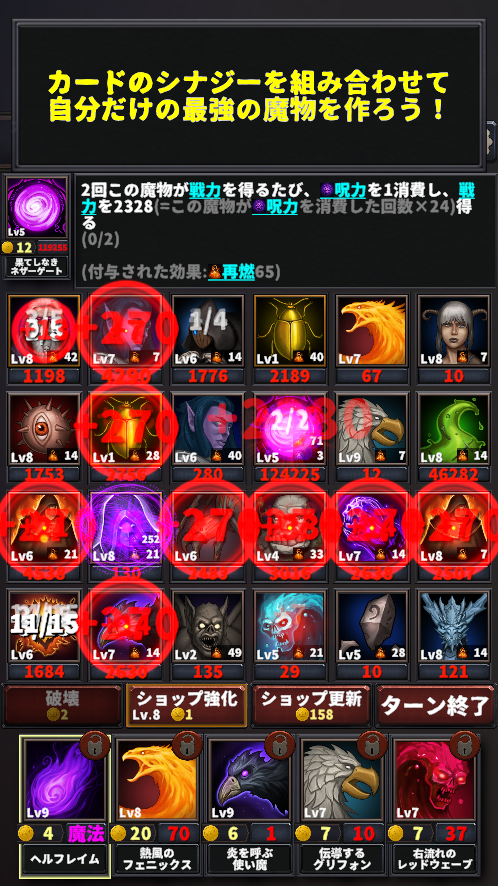 カードのシナジーを組み合わせて
自分だけの最強の魔物を作ろう！
2回この魔物が戦力を得るたび、呪力を1消費し、戦
力を2328(=この魔物が呪力を消費した回数×24)得
る
(0/2)
(付与された効果:再燃65)
Lv5
12
果てしなき
ネザーゲート
3/5 1/4
Lv8 42 Lv7 7 Lv6 14 Lv1 40 Lv7 7 Lv8 7
1198 1776 2189 67 10
+270 2/2
Lv8 14 Lv1 28 Lv6 40 Lv5 71 3 Lv9 7 Lv8 14
1753 280 124225 12 46282
Lv6 21 Lv8 252 21 Lv6 Lv4 33 Lv7 14 Lv8 7
11/15
Lv6 Lv7 14 Lv2 49 Lv5 21 Lv5 28 Lv8 14
1684 135 29 10 121
破壊 ショップ強化 ショップ更新 ターン終了
2 Lv.8 1 158
Lv9 Lv8 Lv9 Lv7 Lv7
4 魔法 20 70 6 1 7 10 7 37
ヘルフレイム
熱風の
フェニックス
炎を呼ぶ
使い魔
伝導する
グリフォン
右流れの
レッドウェーブ